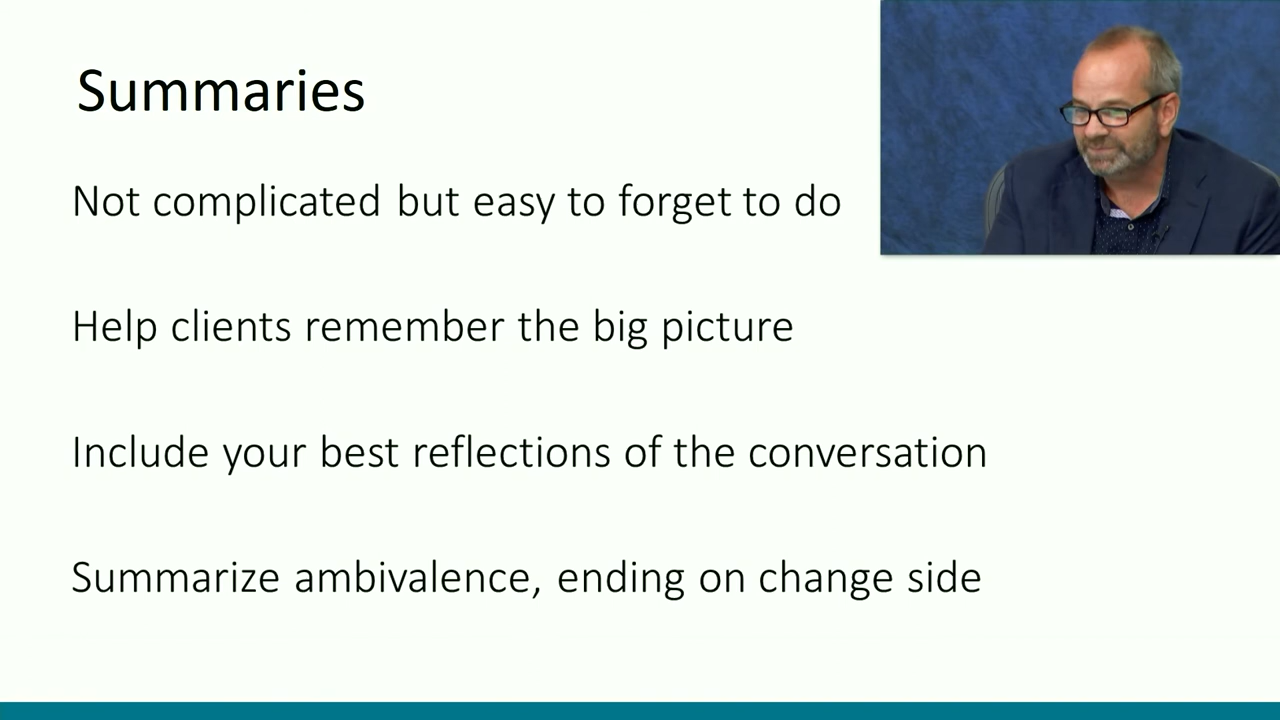 Summaries
Not complicated but easy to forget to do
Help clients remember the big picture
Include your best reflections of the conversation
Summarize ambivalence, ending on change side